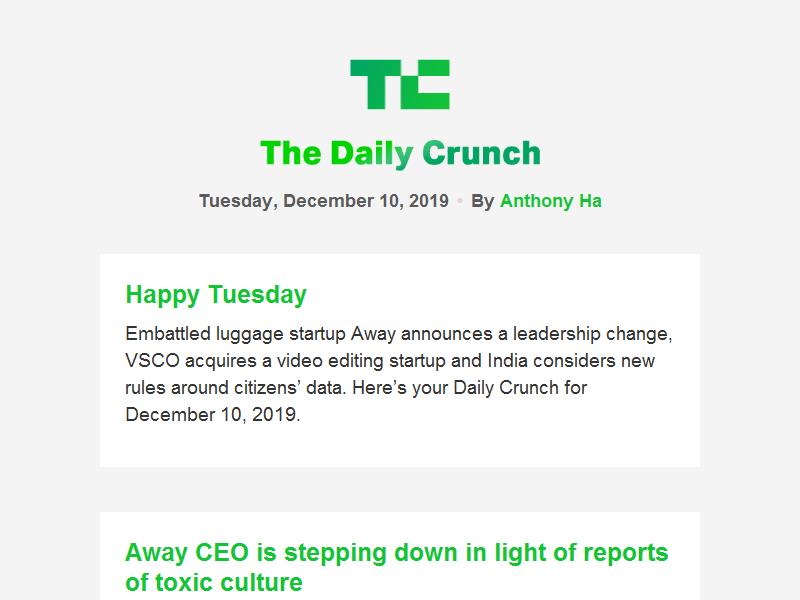 TC
The Daily Crunch
Tuesday, December 10, 2019 • By Anthony Ha
Happy Tuesday
Embattled luggage startup Away announces a leadership change,
VSCO acquires a video editing startup and India considers new
rules around citizens’ data. Here’s your Daily Crunch for
December 10, 2019.
Away CEO is stepping down in light of reports
of toxic culture